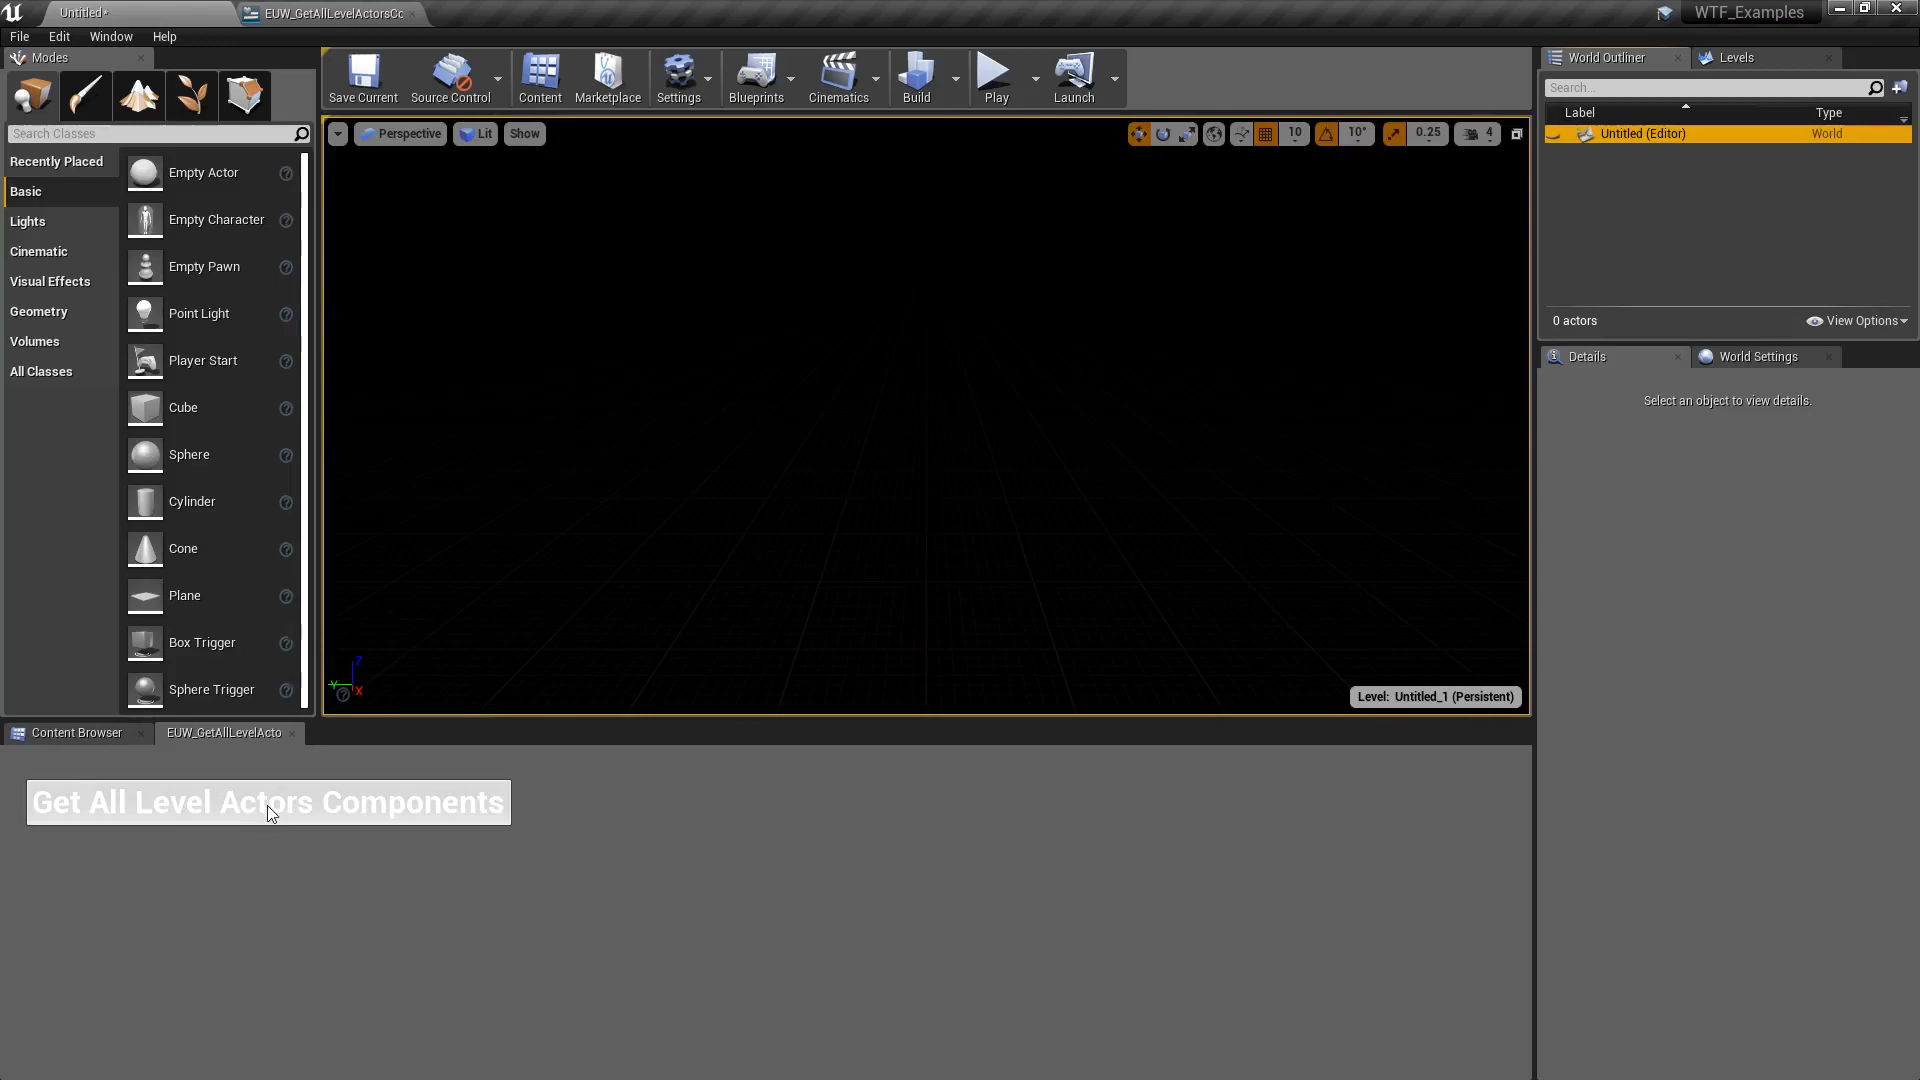 Untitled*
EUW_GetAllLevelActorsCc
WTF_Examples
File Edit Window Help
Modes
Search Classes
Recently Placed
Basic
Lights
Cinematic
Visual Effects
Geometry
Volumes
All Classes
Empty Actor
Empty Character
Empty Pawn
Point Light
Player Start
Cube
Sphere
Cylinder
Cone
Plane
Box Trigger
Sphere Trigger
Save Current Source Control Content Marketplace Settings Blueprints Cinematics Build Play Launch
Perspective Lit Show
10 10° 0.25 4
Z
Y
X
Level: Untitled_1 (Persistent)
World Outliner Levels
Search...
Label Type
Untitled (Editor) World
0 actors View Options
Details World Settings
Select an object to view details.
Content Browser EUW_GetAllLevelActo
Get All Level Actors Components